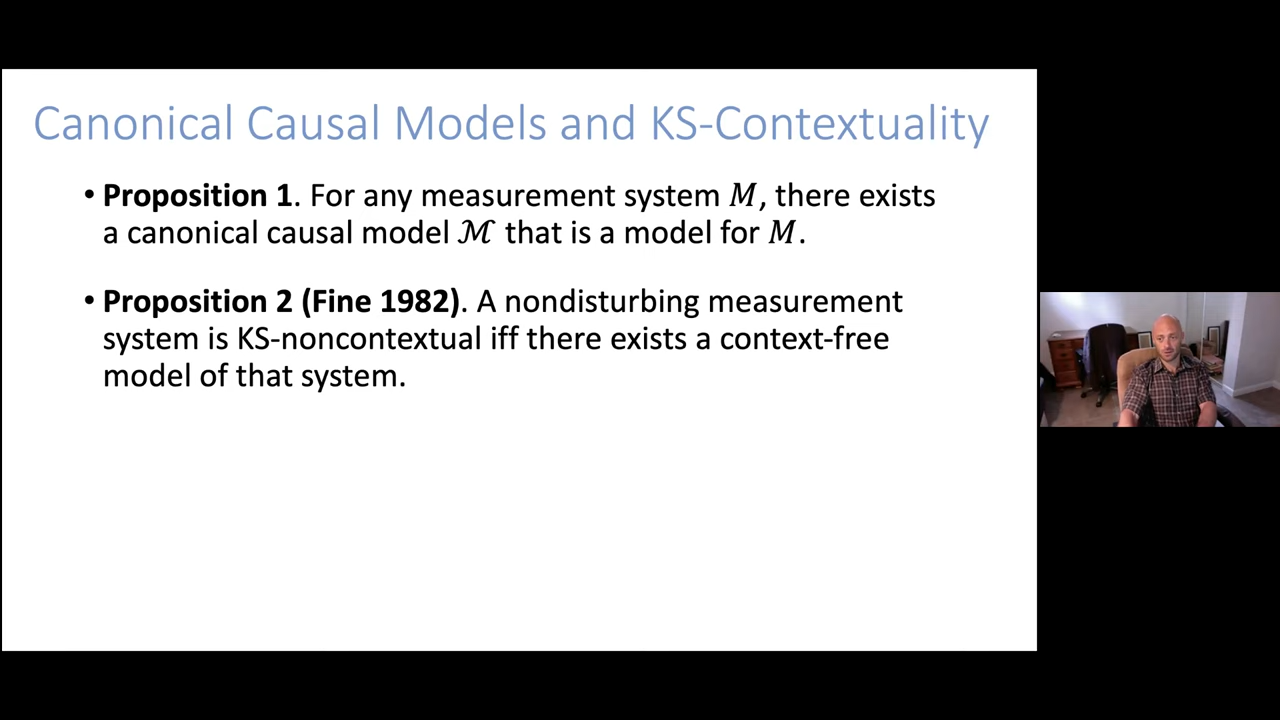 Canonical Causal Models and KS-Contextuality
• Proposition 1. For any measurement system M, there exists
a canonical causal model ℳ that is a model for M.
• Proposition 2 (Fine 1982). A nondisturbing measurement
system is KS-noncontextual iff there exists a context-free
model of that system.